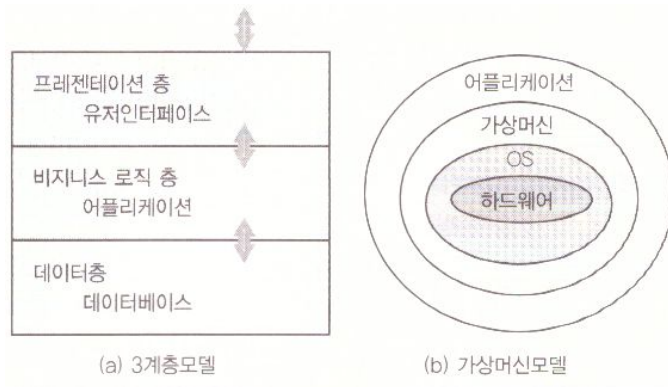 프레젠테이션 층
유저인터페이스
비지니스 로직 층
어플리케이션
데이터층
데이터베이스
(a) 3계층모델
어플리케이션
가상머신
OS
하드웨어
(b) 가상머신모델